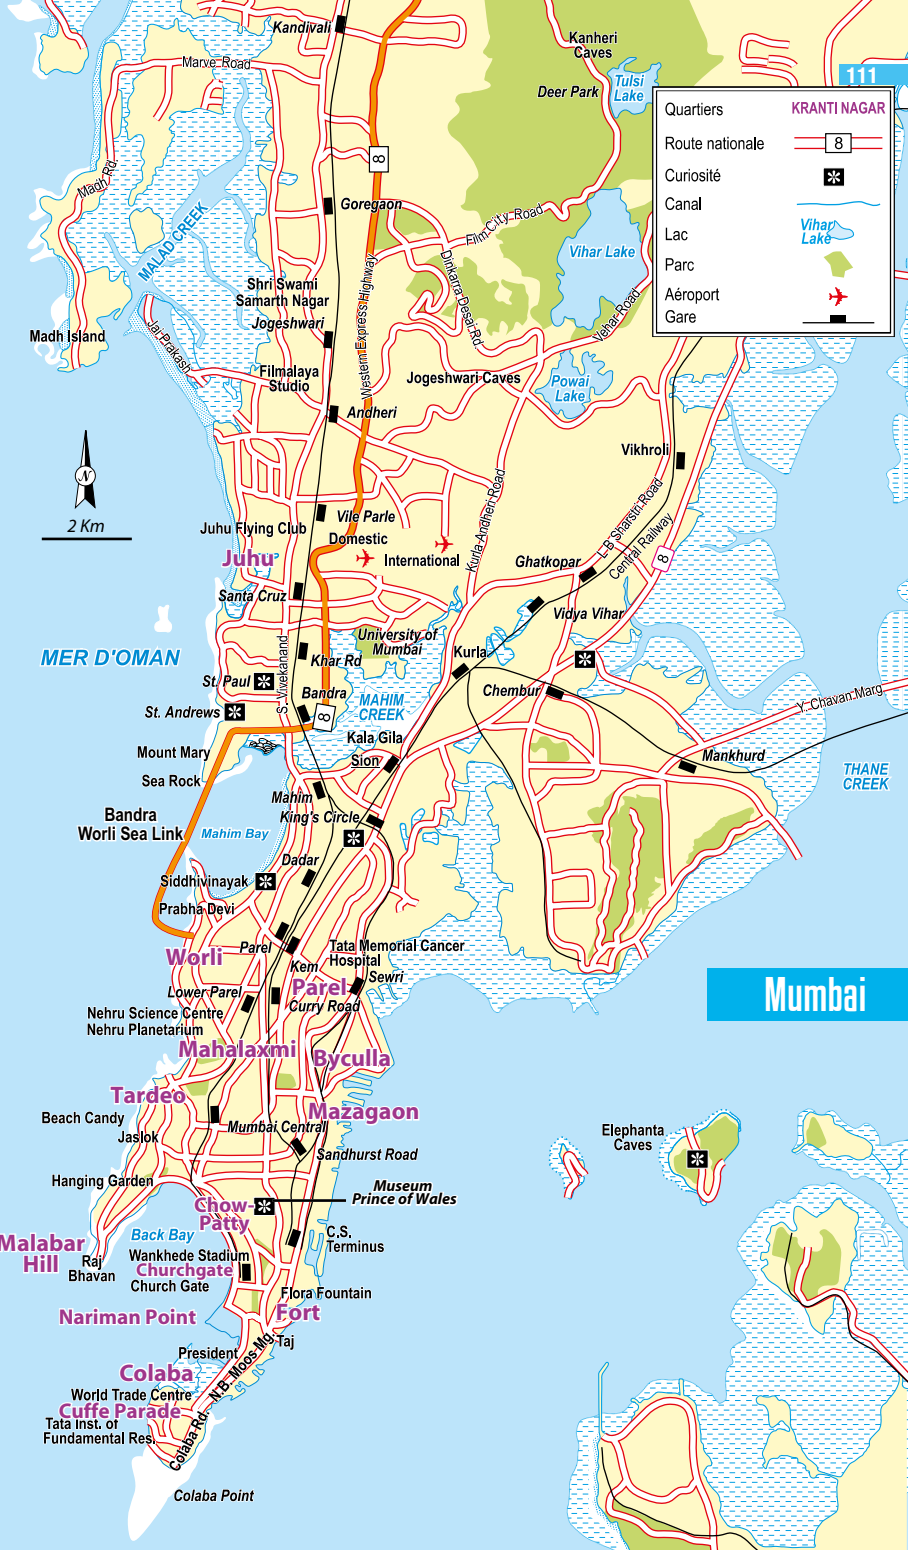 Kandivali
Marve Road
Kanheri
Caves
Deer Park
Tulsi
Lake
111
Quartiers
KRANTI NAGAR
Route nationale
8
Curiosité
Canal
Lac
Vihar
Lake
Parc
Aéroport
Gare
8
Madh Rd.
MALAD CREEK
Goregaon
Film City Road
Dinkarra Desai Rd
Vihar Lake
Vehar Road
Western Express Highway
Shri Swami
Samarth Nagar
Jogeshwari
Madh Island
Jai Prakash
Filmalaya
Studio
Jogeshwari Caves
Powai
Lake
Andheri
Vikhroli
N
2 Km
Kurla-Andheri-Road
L-B Sharstri Road
Central Railway
8
Juhu Flying Club
Vile Parle
Domestic
International
Juhu
Ghatkopar
Santa Cruz
Vidya Vihar
University of
Mumbai
MER D'OMAN
S. Vivekanand
Khar Rd
Kurla
St. Paul
Bandra
Chembur
Y. Chavan Marg
MAHIM
CREEK
St. Andrews
8
Kala Gila
Mount Mary
Sion
Mankhurd
Sea Rock
THANE
CREEK
Mahim
Bandra
Worli Sea Link
King's Circle
Mahim Bay
Dadar
Siddhivinayak
Prabha Devi
Parel
Tata Memorial Cancer
Hospital
Worli
Kem
Sewri
Lower Parel
Parel
Curry Road
Mumbai
Nehru Science Centre
Nehru Planetarium
Mahalaxmi
Byculla
Tardeo
Mazagaon
Beach Candy
Mumbai Central
Jaslok
Sandhurst Road
Elephanta
Caves
Hanging Garden
Museum
Prince of Wales
Chow-
Patty
Back Bay
C.S.
Terminus
Malabar
Hill
Raj
Bhavan
Wankhede Stadium
Churchgate
Church Gate
Flora Fountain
Nariman Point
Fort
Taj
President
N.B. Moos Mg.
Colaba
World Trade Centre
Cuffe Parade
Tata Inst. of
Fundamental Res.
Colaba Rd.
Colaba Point